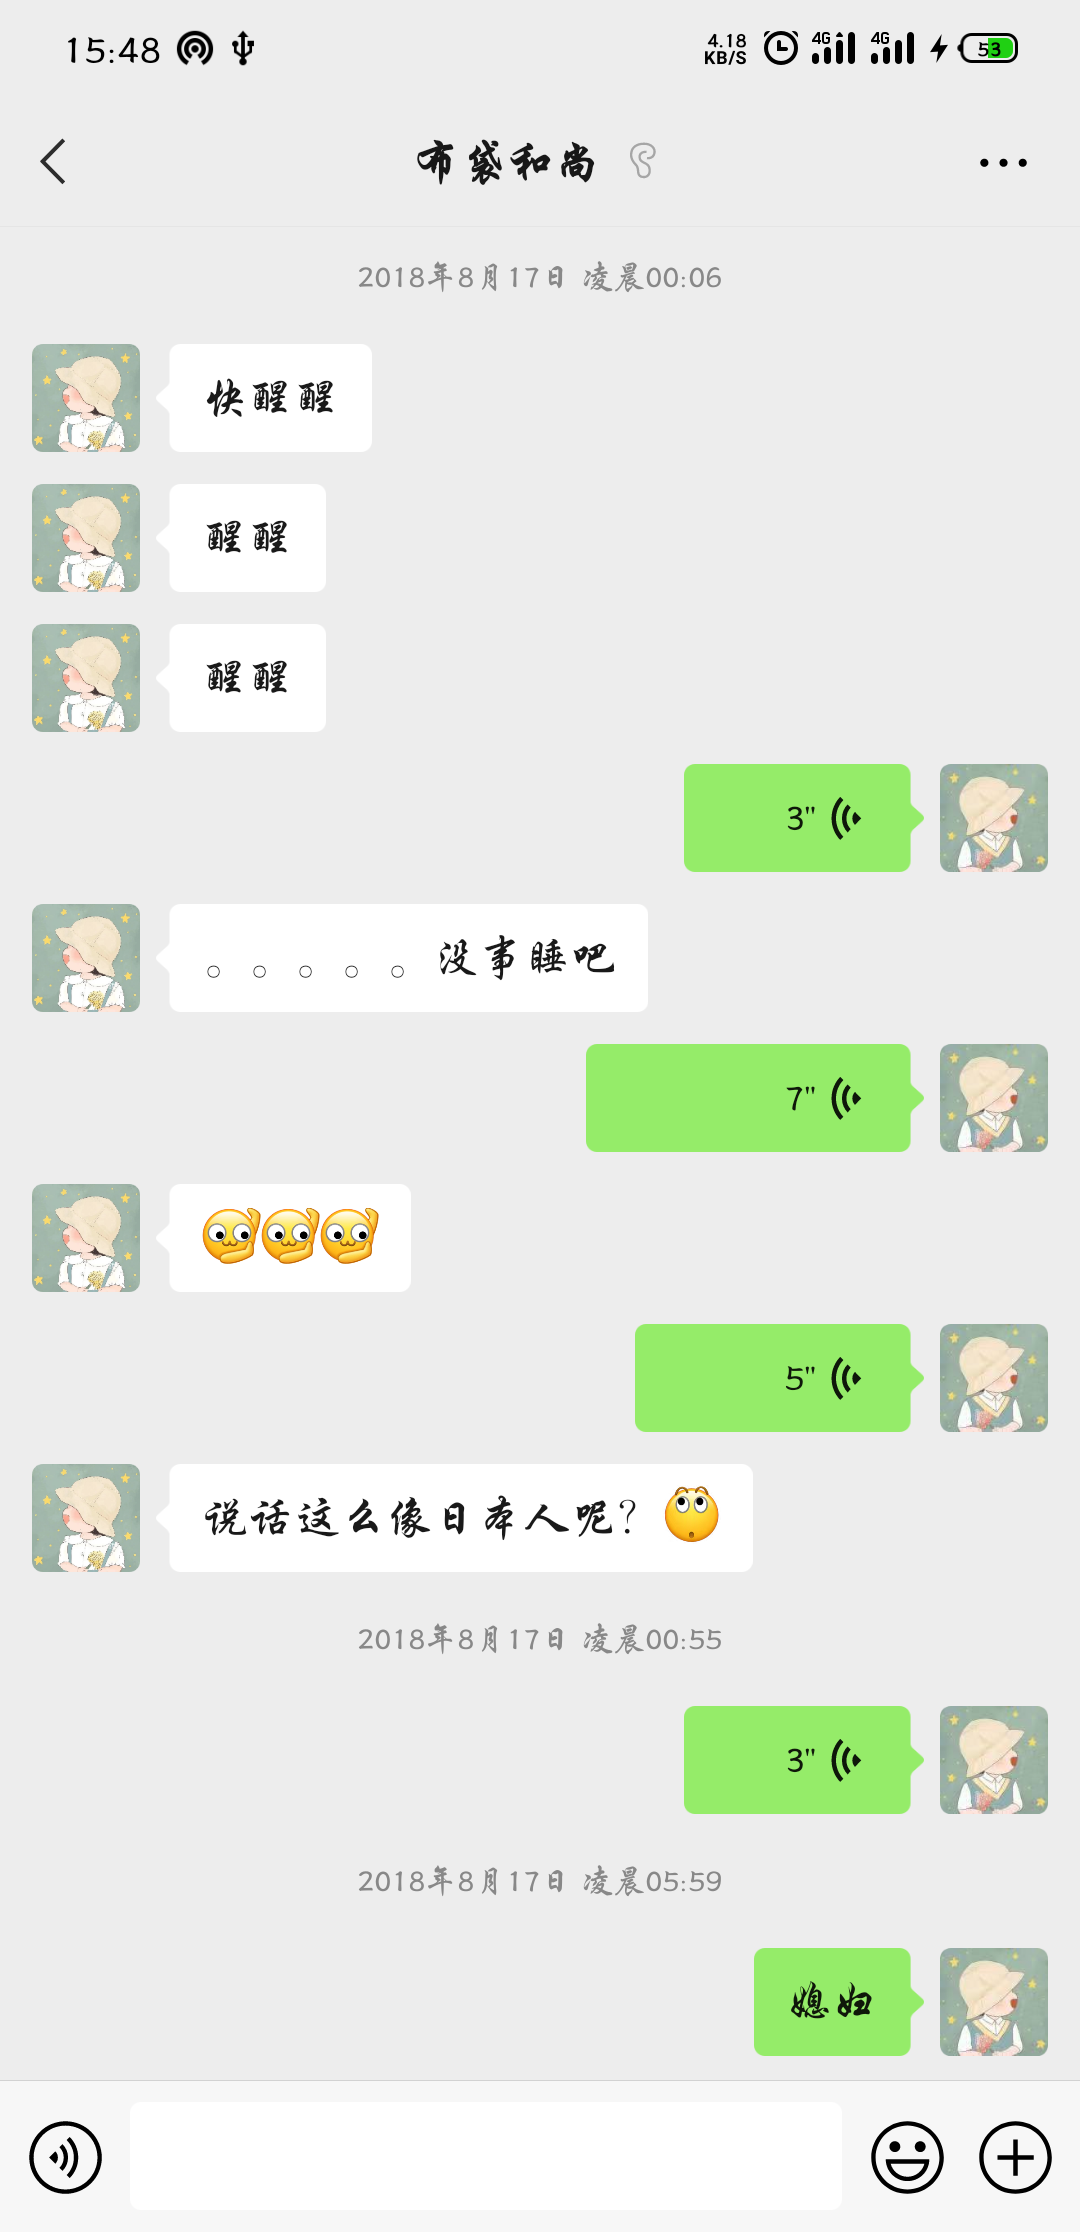 15:48 4.18 KB/S 4G 4G 53
布袋和尚
2018年8月17日 凌晨00:06
快醒醒
醒醒
醒醒
3"
。。。。。没事睡吧
7"
5"
说话这么像日本人呢?
2018年8月17日 凌晨00:55
3"
2018年8月17日 凌晨05:59
媳妇